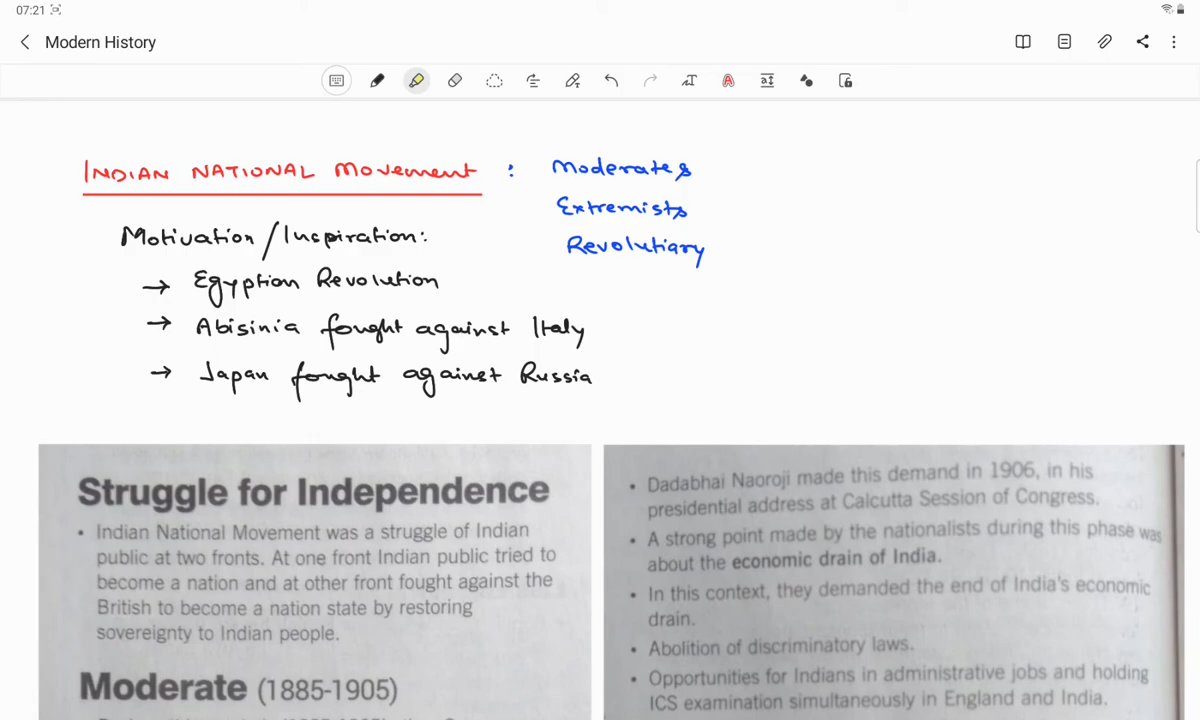 07:21
Modern History
INDIAN NATIONAL Movement : Moderates
Extremists
Revolutiary
Motivation/Inspiration:
→ Egyption Revolution
→ Abisinia fought against Italy
→ Japan fought against Russia
Struggle for Independence
• Indian National Movement was a struggle of Indian
public at two fronts. At one front Indian public tried to
become a nation and at other front fought against the
British to become a nation state by restoring
sovereignty to Indian people.
Moderate (1885-1905)
• Dadabhai Naoroji made this demand in 1906, in his
presidential address at Calcutta Session of Congress.
• A strong point made by the nationalists during this phase was
about the economic drain of India.
• In this context, they demanded the end of India's economic
drain.
• Abolition of discriminatory laws.
• Opportunities for Indians in administrative jobs and holding
ICS examination simultaneously in England and India.